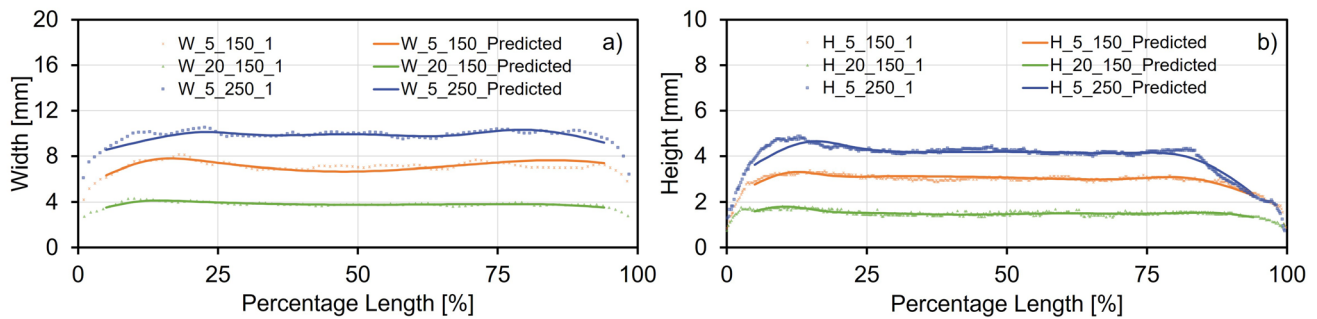 20
16
12
8
4
0
Width [mm]
W_5_150_1
W_20_150_1
W_5_250_1
W_5_150_Predicted
W_20_150_Predicted
W_5_250_Predicted
a)
0 25 50 75 100
Percentage Length [%]
10
8
6
4
2
0
Height [mm]
H_5_150_1
H_20_150_1
H_5_250_1
H_5_150_Predicted
H_20_150_Predicted
H_5_250_Predicted
b)
0 25 50 75 100
Percentage Length [%]